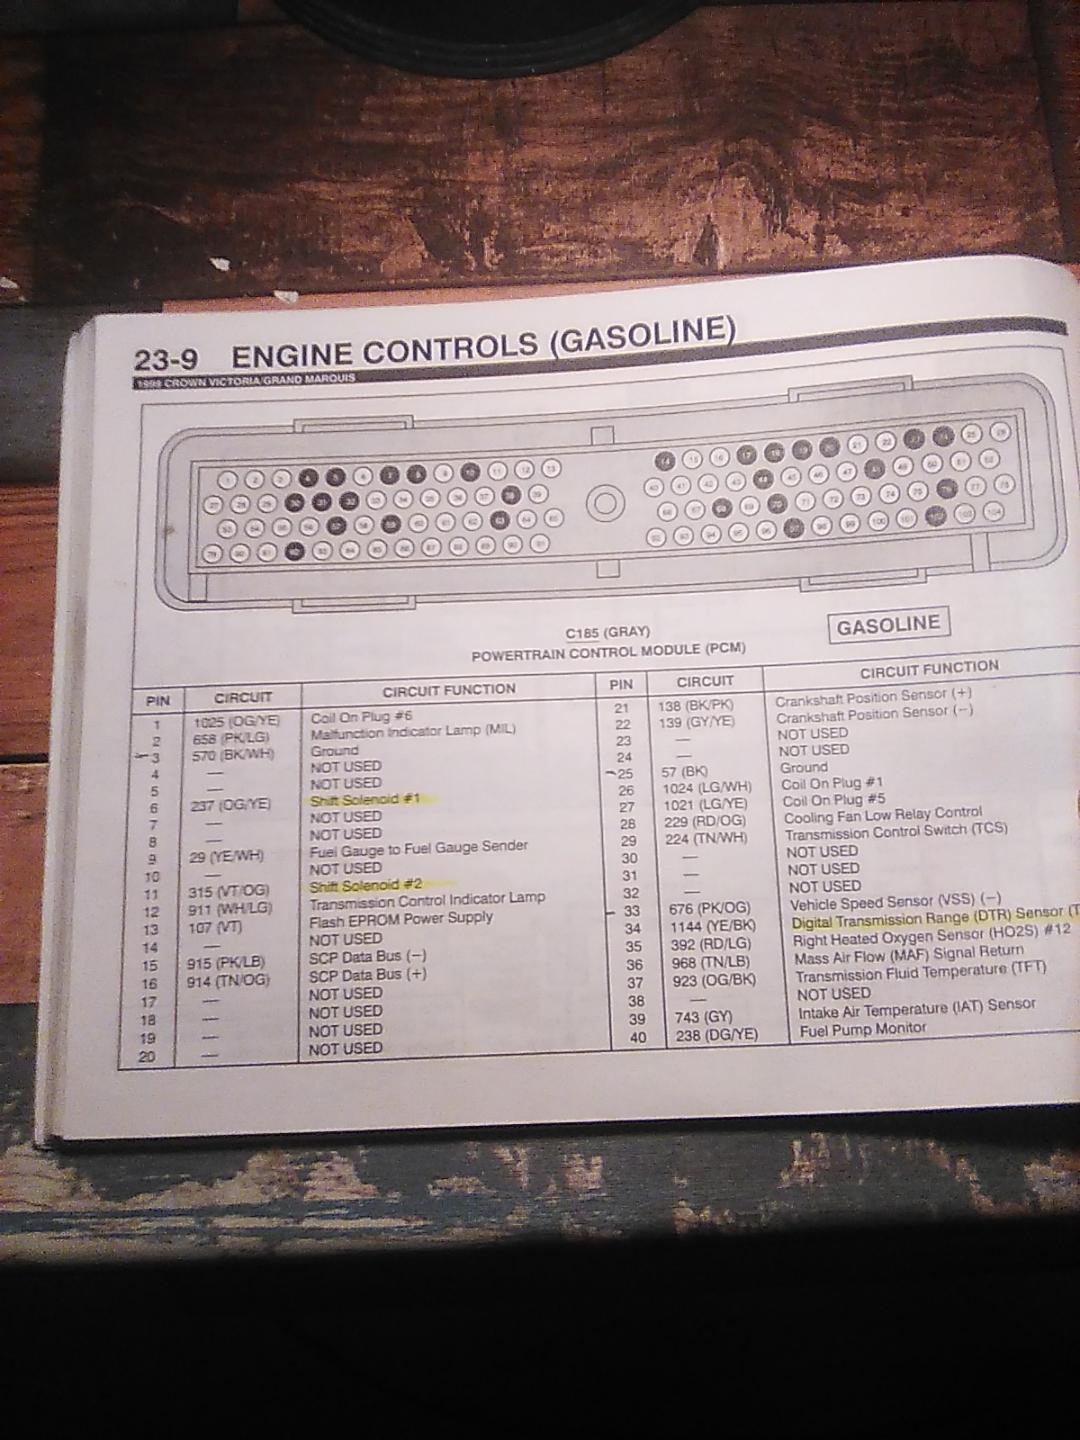 23-9 ENGINE CONTROLS (GASOLINE)
1998 CROWN VICTORIA/GRAND MARQUIS
C185 (GRAY)
POWERTRAIN CONTROL MODULE (PCM)
GASOLINE
PIN CIRCUIT CIRCUIT FUNCTION
1 1025 (OG/YE) Coil On Plug #6
2 658 (PK/LG) Malfunction Indicator Lamp (MIL)
3 570 (BK/WH) Ground
4 — NOT USED
5 — NOT USED
6 237 (OG/YE) Shift Solenoid #1
7 — NOT USED
8 — NOT USED
9 29 (YE/WH) Fuel Gauge to Fuel Gauge Sender
10 — NOT USED
11 315 (VT/OG) Shift Solenoid #2
12 911 (WH/LG) Transmission Control Indicator Lamp
13 107 (VT) Flash EPROM Power Supply
14 — NOT USED
15 915 (PK/LB) SCP Data Bus (–)
16 914 (TN/OG) SCP Data Bus (+)
17 — NOT USED
18 — NOT USED
19 — NOT USED
20 — NOT USED
PIN CIRCUIT CIRCUIT FUNCTION
21 138 (BK/PK) Crankshaft Position Sensor (+)
22 139 (GY/YE) Crankshaft Position Sensor (–)
23 — NOT USED
24 — NOT USED
25 57 (BK) Ground
26 1024 (LG/WH) Coil On Plug #1
27 1021 (LG/YE) Coil On Plug #5
28 229 (RD/OG) Cooling Fan Low Relay Control
29 224 (TN/WH) Transmission Control Switch (TCS)
30 — NOT USED
31 — NOT USED
32 — NOT USED
33 676 (PK/OG) Vehicle Speed Sensor (VSS) (–)
34 1144 (YE/BK) Digital Transmission Range (DTR) Sensor (T
35 392 (RD/LG) Right Heated Oxygen Sensor (HO2S) #12
36 968 (TN/LB) Mass Air Flow (MAF) Signal Return
37 923 (OG/BK) Transmission Fluid Temperature (TFT)
38 — NOT USED
39 743 (GY) Intake Air Temperature (IAT) Sensor
40 238 (DG/YE) Fuel Pump Monitor